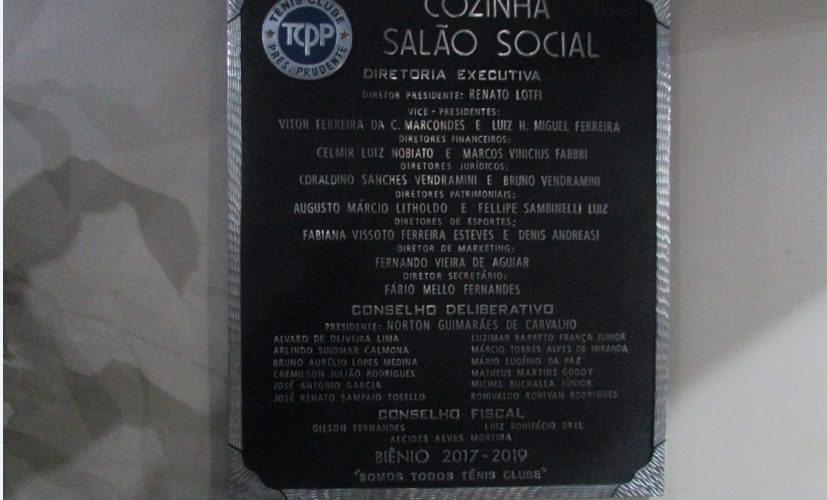 TÊNIS CLUBE
TCPP
PRES. PRUDENTE
COZINHA
SALÃO SOCIAL
DIRETORIA EXECUTIVA
DIRETOR PRESIDENTE: RENATO LOTFI
VICE - PRESIDENTES:
VITOR FERREIRA DA C. MARCONDES E LUIZ H. MIGUEL FERREIRA
DIRETORES FINANCEIROS:
CELMIR LUIZ NOBIATO E MARCOS VINICIUS FABBRI
DIRETORES JURÍDICOS:
CORALDINO SANCHES VENDRAMINI E BRUNO VENDRAMINI
DIRETORES PATRIMONIAIS:
AUGUSTO MÁRCIO LITHOLDO E FELLIPE SAMBINELLI LUIZ
DIRETORES DE ESPORTES:
FABIANA VISSOTO FERREIRA ESTEVES E DENIS ANDREASI
DIRETOR DE MARKETING:
FERNANDO VIEIRA DE AGUIAR
DIRETOR SECRETÁRIO:
FÁBIO MELLO FERNANDES
CONSELHO DELIBERATIVO
PRESIDENTE: NORTON GUIMARÃES DE CARVALHO
ALVARO DE OLIVEIRA LIMA
ARLINDO SINOMAR CALMONA
BRUNO AURÉLIO LOPES MEDINA
CREMILSON JULIÃO RODRIGUES
JOSÉ ANTONIO GARCIA
JOSÉ RENATO SAMPAIO TOSELLO
LUZIMAR BARRETO FRANÇA JUNIOR
MÁRCIO TORRES ALVES DE MIRANDA
MÁRIO EUGÊNIO DA PAZ
MATHEUS MARTINS GODOY
MICHEL BUCHALLA JÚNIOR
RONIVALDO RONIVAN RODRIGUES
CONSELHO FISCAL
GILSON FERNANDES LUIZ BONIFÁCIO UREL
ALCIDES ALVES MOREIRA
BIÊNIO 2017-2019
"SOMOS TODOS TÊNIS CLUBE"